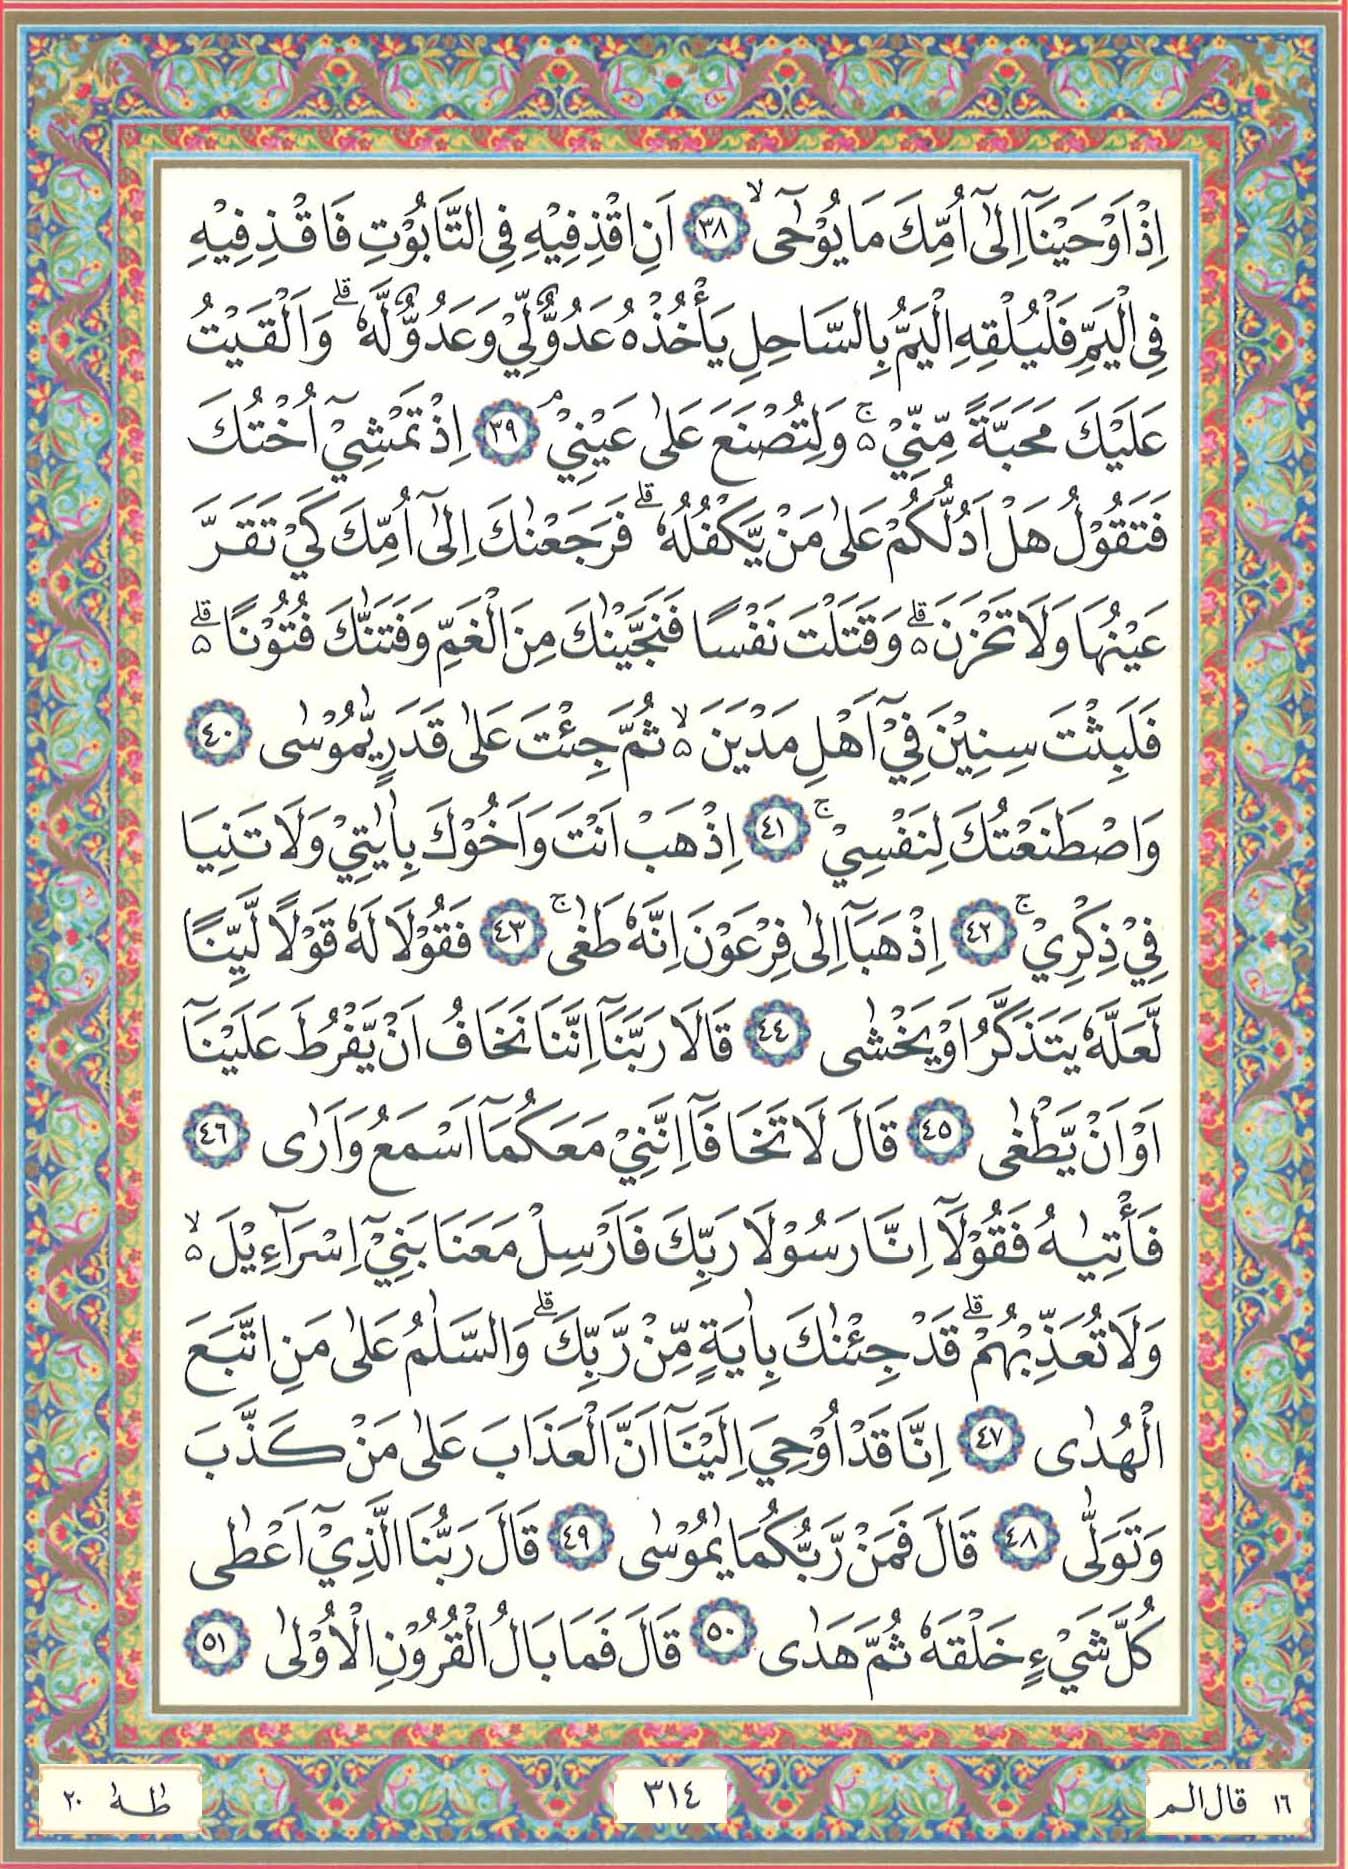 اِذْ اَوْحَيْنَآ اِلٰٓى اُمِّكَ مَا يُوْحٰٓىۙ ۝٣٨ اَنِ اقْذِفِيْهِ فِى التَّابُوْتِ فَاقْذِفِيْهِ
فِى الْيَمِّ فَلْيُلْقِهِ الْيَمُّ بِالسَّاحِلِ يَأْخُذْهُ عَدُوٌّ لِّيْ وَعَدُوٌّ لَّهٗ ۗ وَاَلْقَيْتُ
عَلَيْكَ مَحَبَّةً مِّنِّيْ ەۚ وَلِتُصْنَعَ عَلٰى عَيْنِيْ ۘ ۝٣٩ اِذْ تَمْشِيْٓ اُخْتُكَ
فَتَقُوْلُ هَلْ اَدُلُّكُمْ عَلٰى مَنْ يَّكْفُلُهٗ ۗ فَرَجَعْنٰكَ اِلٰٓى اُمِّكَ كَيْ تَقَرَّ
عَيْنُهَا وَلَا تَحْزَنَ ەۗ وَقَتَلْتَ نَفْسًا فَنَجَّيْنٰكَ مِنَ الْغَمِّ وَفَتَنّٰكَ فُتُوْنًا ەۗ
فَلَبِثْتَ سِنِيْنَ فِيْٓ اَهْلِ مَدْيَنَ ەۙ ثُمَّ جِئْتَ عَلٰى قَدَرٍ يّٰمُوْسٰى ۝٤٠
وَاصْطَنَعْتُكَ لِنَفْسِيْۚ ۝٤١ اِذْهَبْ اَنْتَ وَاَخُوْكَ بِاٰيٰتِيْ وَلَا تَنِيَا
فِيْ ذِكْرِيْۚ ۝٤٢ اِذْهَبَآ اِلٰى فِرْعَوْنَ اِنَّهٗ طَغٰىۚ ۝٤٣ فَقُوْلَا لَهٗ قَوْلًا لَّيِّنًا
لَّعَلَّهٗ يَتَذَكَّرُ اَوْ يَخْشٰى ۝٤٤ قَالَا رَبَّنَآ اِنَّنَا نَخَافُ اَنْ يَّفْرُطَ عَلَيْنَآ
اَوْ اَنْ يَّطْغٰى ۝٤٥ قَالَ لَا تَخَافَآ اِنَّنِيْ مَعَكُمَآ اَسْمَعُ وَاَرٰى ۝٤٦
فَأْتِيٰهُ فَقُوْلَآ اِنَّا رَسُوْلَا رَبِّكَ فَاَرْسِلْ مَعَنَا بَنِيْٓ اِسْرَاۤءِيْلَ ەۙ
وَلَا تُعَذِّبْهُمْ ۗ قَدْ جِئْنٰكَ بِاٰيَةٍ مِّنْ رَّبِّكَ ۗ وَالسَّلٰمُ عَلٰى مَنِ اتَّبَعَ
الْهُدٰى ۝٤٧ اِنَّا قَدْ اُوْحِيَ اِلَيْنَآ اَنَّ الْعَذَابَ عَلٰى مَنْ كَذَّبَ
وَتَوَلّٰى ۝٤٨ قَالَ فَمَنْ رَّبُّكُمَا يٰمُوْسٰى ۝٤٩ قَالَ رَبُّنَا الَّذِيْٓ اَعْطٰى
كُلَّ شَيْءٍ خَلْقَهٗ ثُمَّ هَدٰى ۝٥٠ قَالَ فَمَا بَالُ الْقُرُوْنِ الْاُوْلٰى ۝٥١
١٦ قال الم
٣١٤
طٰهٰ ٢٠